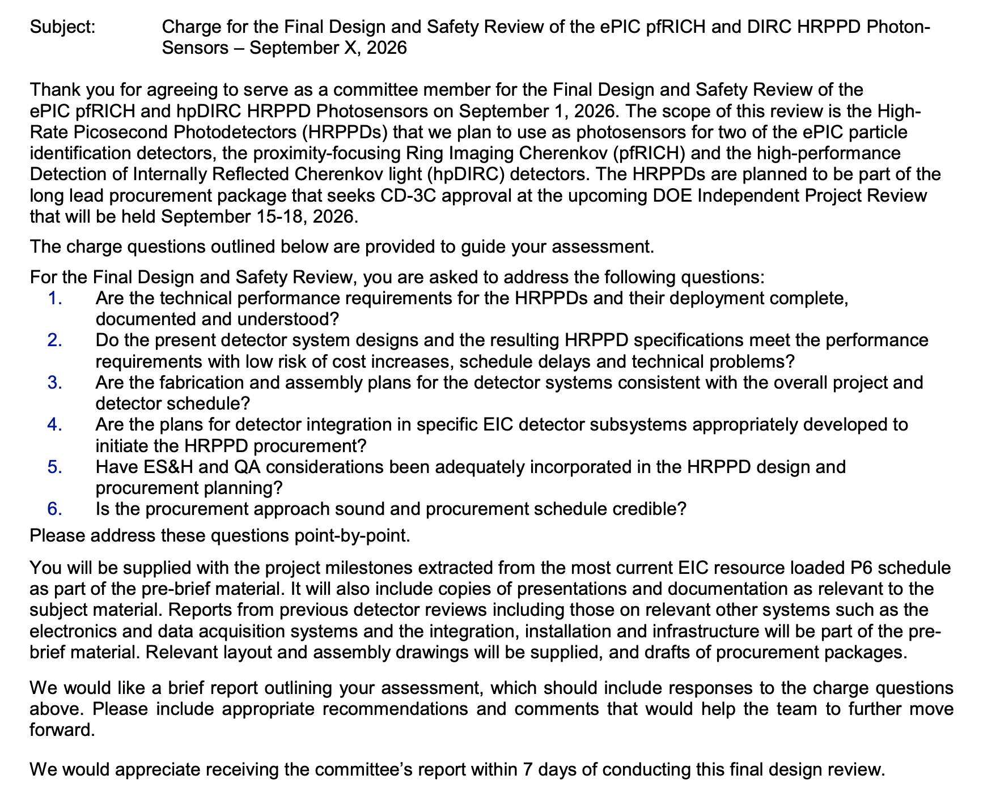 Subject: Charge for the Final Design and Safety Review of the ePIC pfRICH and DIRC HRPPD Photon-
Sensors – September X, 2026
Thank you for agreeing to serve as a committee member for the Final Design and Safety Review of the
ePIC pfRICH and hpDIRC HRPPD Photosensors on September 1, 2026. The scope of this review is the High-
Rate Picosecond Photodetectors (HRPPDs) that we plan to use as photosensors for two of the ePIC particle
identification detectors, the proximity-focusing Ring Imaging Cherenkov (pfRICH) and the high-performance
Detection of Internally Reflected Cherenkov light (hpDIRC) detectors. The HRPPDs are planned to be part of the
long lead procurement package that seeks CD-3C approval at the upcoming DOE Independent Project Review
that will be held September 15-18, 2026.
The charge questions outlined below are provided to guide your assessment.
For the Final Design and Safety Review, you are asked to address the following questions:
1. Are the technical performance requirements for the HRPPDs and their deployment complete,
documented and understood?
2. Do the present detector system designs and the resulting HRPPD specifications meet the performance
requirements with low risk of cost increases, schedule delays and technical problems?
3. Are the fabrication and assembly plans for the detector systems consistent with the overall project and
detector schedule?
4. Are the plans for detector integration in specific EIC detector subsystems appropriately developed to
initiate the HRPPD procurement?
5. Have ES&H and QA considerations been adequately incorporated in the HRPPD design and
procurement planning?
6. Is the procurement approach sound and procurement schedule credible?
Please address these questions point-by-point.
You will be supplied with the project milestones extracted from the most current EIC resource loaded P6 schedule
as part of the pre-brief material. It will also include copies of presentations and documentation as relevant to the
subject material. Reports from previous detector reviews including those on relevant other systems such as the
electronics and data acquisition systems and the integration, installation and infrastructure will be part of the pre-
brief material. Relevant layout and assembly drawings will be supplied, and drafts of procurement packages.
We would like a brief report outlining your assessment, which should include responses to the charge questions
above. Please include appropriate recommendations and comments that would help the team to further move
forward.
We would appreciate receiving the committee’s report within 7 days of conducting this final design review.